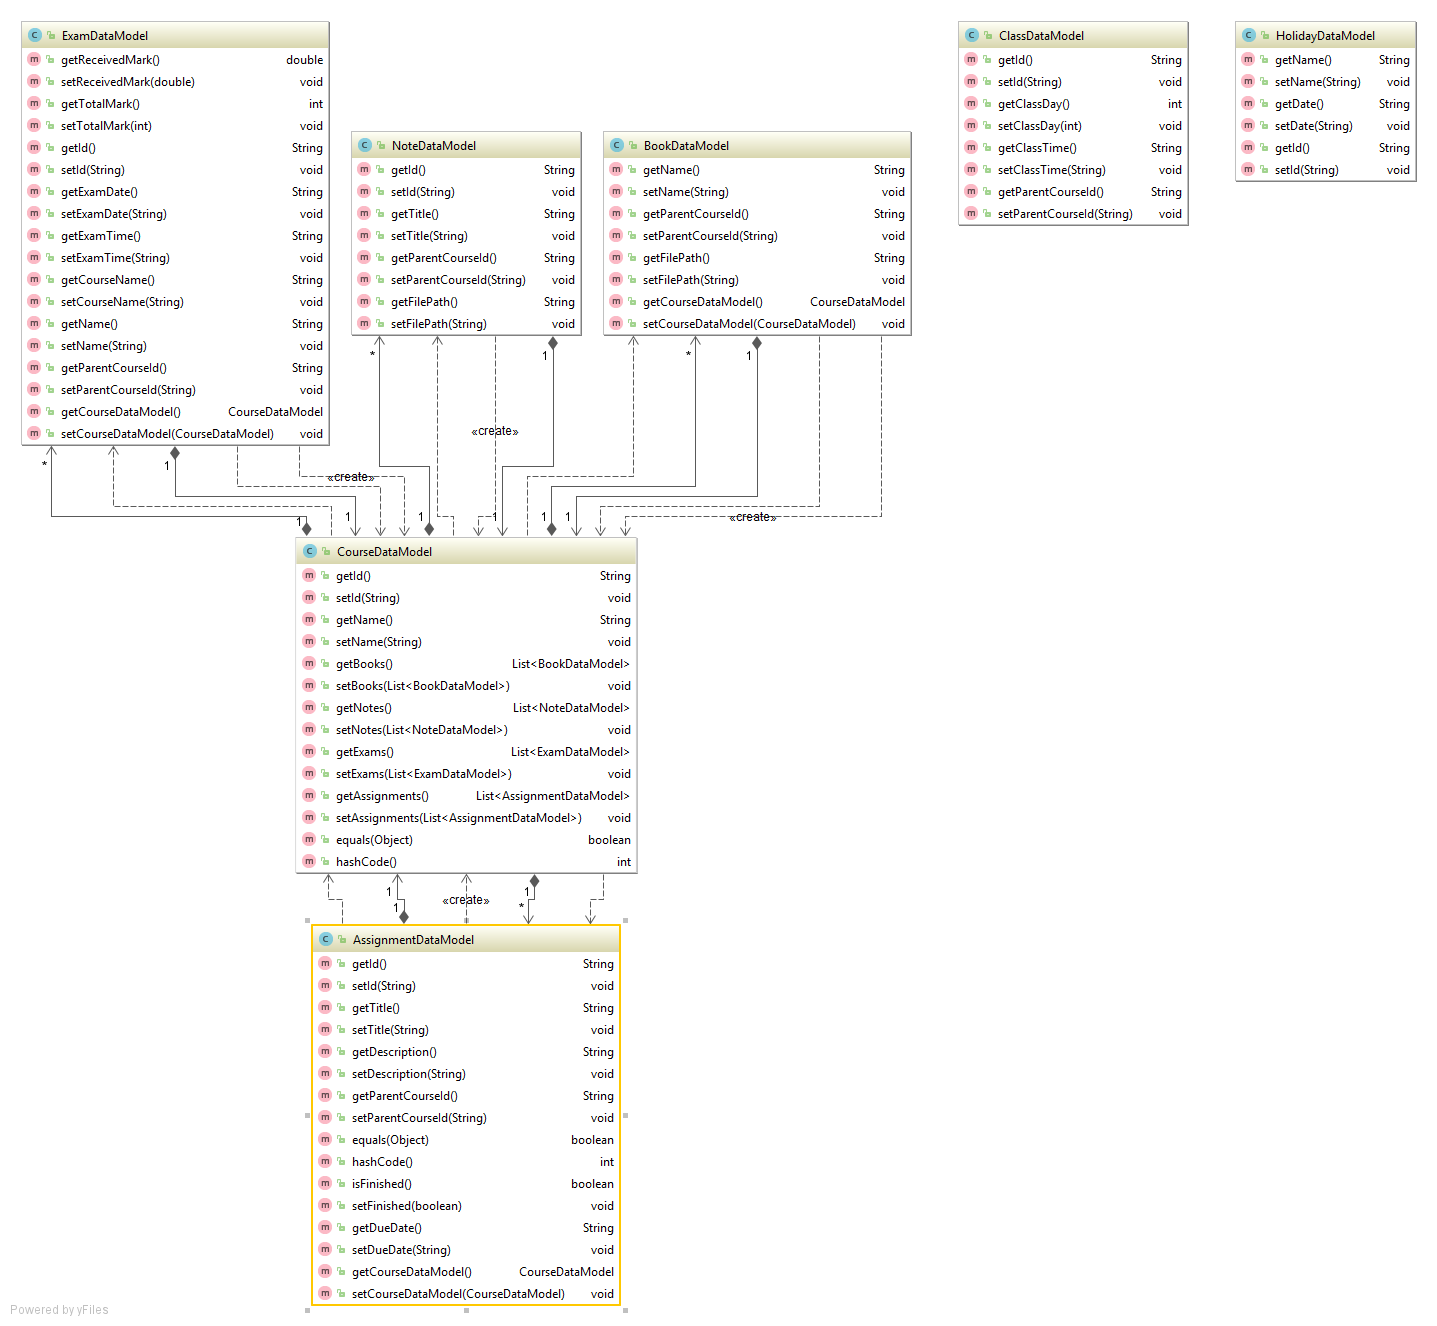 ExamDataModel
getReceivedMark() double
setReceivedMark(double) void
getTotalMark() int
setTotalMark(int) void
getId() String
setId(String) void
getExamDate() String
setExamDate(String) void
getExamTime() String
setExamTime(String) void
getCourseName() String
setCourseName(String) void
getName() String
setName(String) void
getParentCourseId() String
setParentCourseId(String) void
getCourseDataModel() CourseDataModel
setCourseDataModel(CourseDataModel) void
NoteDataModel
getId() String
setId(String) void
getTitle() String
setTitle(String) void
getParentCourseId() String
setParentCourseId(String) void
getFilePath() String
setFilePath(String) void
BookDataModel
getName() String
setName(String) void
getParentCourseId() String
setParentCourseId(String) void
getFilePath() String
setFilePath(String) void
getCourseDataModel() CourseDataModel
setCourseDataModel(CourseDataModel) void
ClassDataModel
getId() String
setId(String) void
getClassDay() int
setClassDay(int) void
getClassTime() String
setClassTime(String) void
getParentCourseId() String
setParentCourseId(String) void
HolidayDataModel
getName() String
setName(String) void
getDate() String
setDate(String) void
getId() String
setId(String) void
* 1 * 1
«create»
* 1
«create»
1 1 1 1 1
«create»
CourseDataModel
getId() String
setId(String) void
getName() String
setName(String) void
getBooks() List<BookDataModel>
setBooks(List<BookDataModel>) void
getNotes() List<NoteDataModel>
setNotes(List<NoteDataModel>) void
getExams() List<ExamDataModel>
setExams(List<ExamDataModel>) void
getAssignments() List<AssignmentDataModel>
setAssignments(List<AssignmentDataModel>) void
equals(Object) boolean
hashCode() int
1 1
«create»
1 *
AssignmentDataModel
getId() String
setId(String) void
getTitle() String
setTitle(String) void
getDescription() String
setDescription(String) void
getParentCourseId() String
setParentCourseId(String) void
equals(Object) boolean
hashCode() int
isFinished() boolean
setFinished(boolean) void
getDueDate() String
setDueDate(String) void
getCourseDataModel() CourseDataModel
setCourseDataModel(CourseDataModel) void
Powered by yFiles